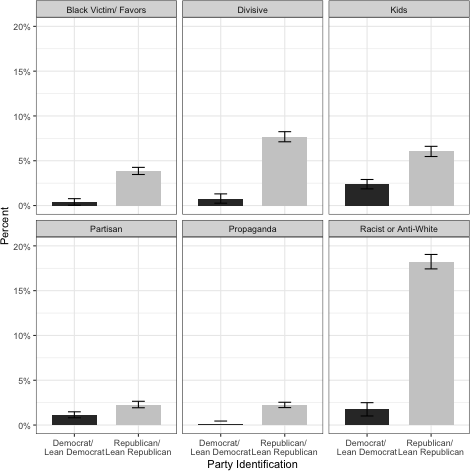 Black Victim/ Favors Divisive Kids
20%
15%
10%
5%
0%
Percent
Partisan Propaganda Racist or Anti-White
20%
15%
10%
5%
0%
Democrat/ Republican/ Democrat/ Republican/ Democrat/ Republican/
Lean Democrat Lean Republican Lean Democrat Lean Republican Lean Democrat Lean Republican
Party Identification